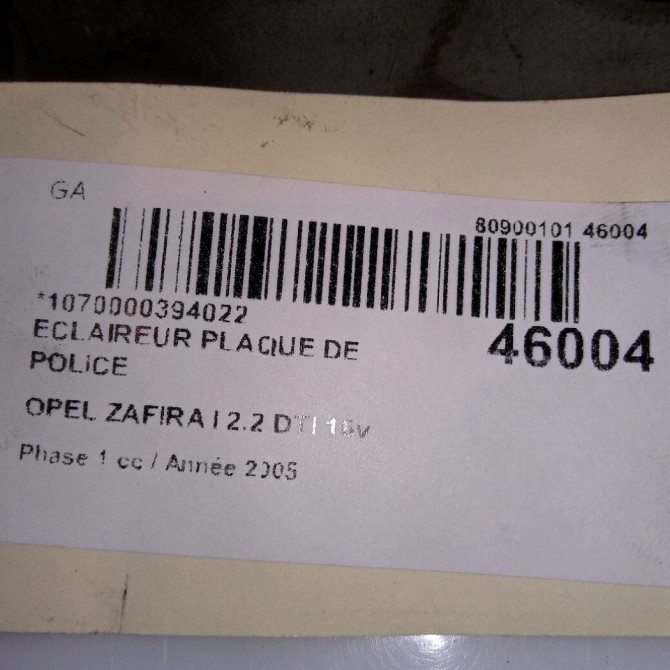 GA
80900101 46004
*1070000394022
46004
ECLAIREUR PLAQUE DE
POLICE
OPEL ZAFIRA I 2.2 DTI 16v
Phase 1 cc / Année 2005